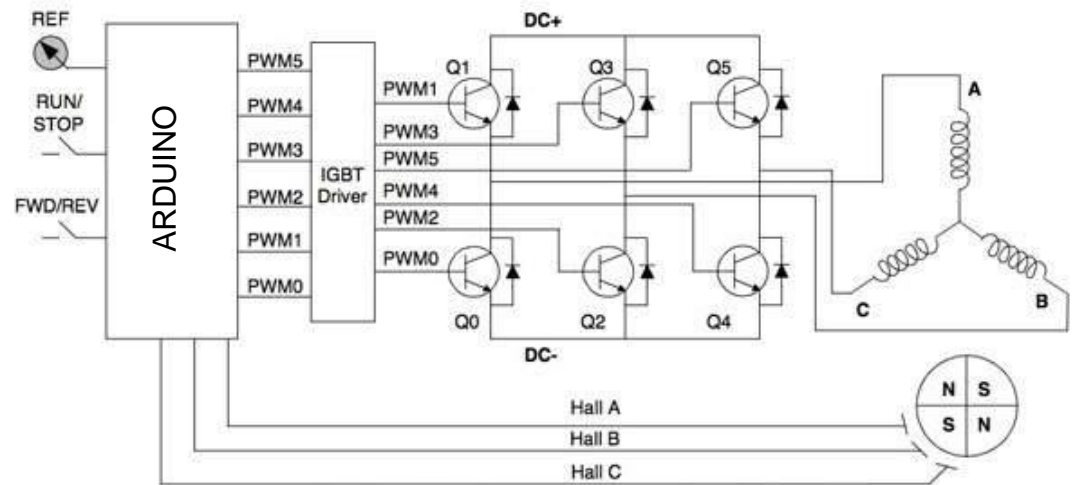 REF
RUN/
STOP
FWD/REV
ARDUINO
PWM5
PWM4
PWM3
PWM2
PWM1
PWM0
IGBT
Driver
PWM1
PWM3
PWM5
PWM4
PWM2
PWM0
DC+
Q1
Q3
Q5
Q0
Q2
Q4
DC-
A
B
C
Hall A
Hall B
Hall C
N S
S N